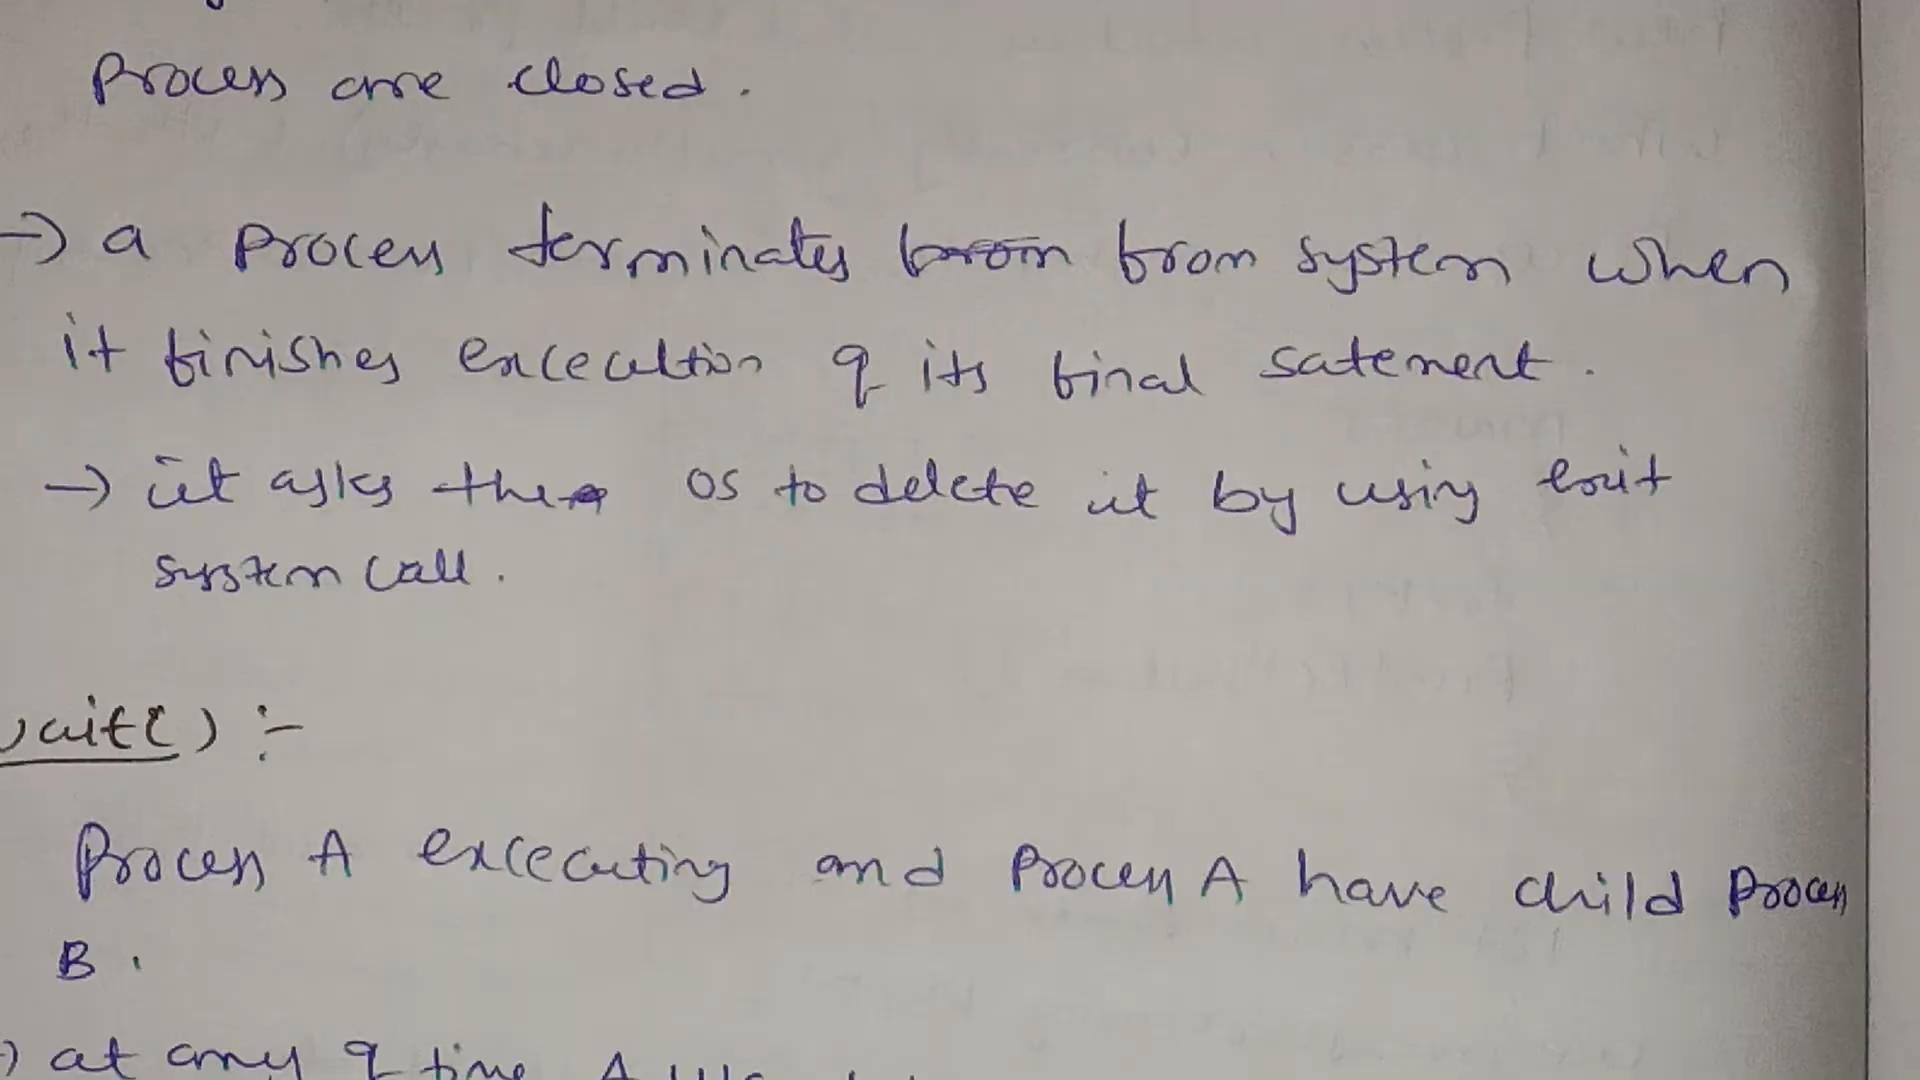 Process are closed.
→ a process terminates from from system when
it finishes excecution of its final satement.
→ it asks the OS to delete it by using exit
system call.
wait() :-
Process A excecuting and process A have child process
B.
→ at any of time A